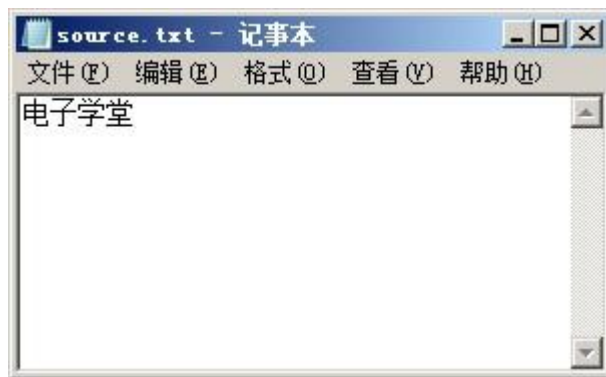 source.txt - 记事本
文件(F) 编辑(E) 格式(O) 查看(V) 帮助(H)
电子学堂